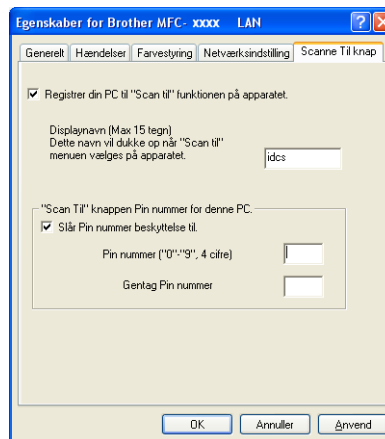 Egenskaber for Brother MFC- xxxx LAN
Generelt Hændelser Farvestyring Netværksindstilling Scanne Til knap
Registrer din PC til "Scan til" funktionen på apparatet.
Displaynavn (Max 15 tegn)
Dette navn vil dukke op når "Scan til"
menuen vælges på apparatet.
idcs
"Scan Til" knappen Pin nummer for denne PC.
Slår Pin nummer beskyttelse til.
Pin nummer ("0"-"9", 4 cifre)
Gentag Pin nummer
OK Annuller Anvend